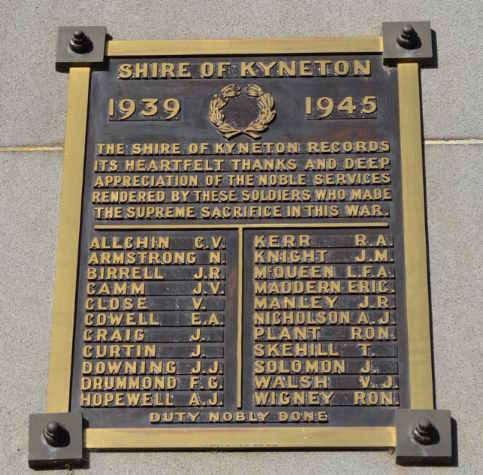 SHIRE OF KYNETON
1939 1945
THE SHIRE OF KYNETON RECORDS
ITS HEARTFELT THANKS AND DEEP
APPRECIATION OF THE NOBLE SERVICES
RENDERED BY THESE SOLDIERS WHO MADE
THE SUPREME SACRIFICE IN THIS WAR.
ALLCHIN C.V.
ARMSTRONG N.
BIRRELL J.R.
CAMM J.V.
CLOSE V.
COWELL E.A.
CRAIG J.
CURTIN J.
DOWNING J.J.
DRUMMOND F.G.
HOPEWELL A.J.
KERR R.A.
KNIGHT J.M.
McQUEEN L.F.A.
MADDERN ERIC.
MANLEY J.R.
NICHOLSON A.J.
PLANT RON.
SKEHILL T.
SOLOMON J.
WALSH V.J.
WIGNEY RON.
DUTY NOBLY DONE